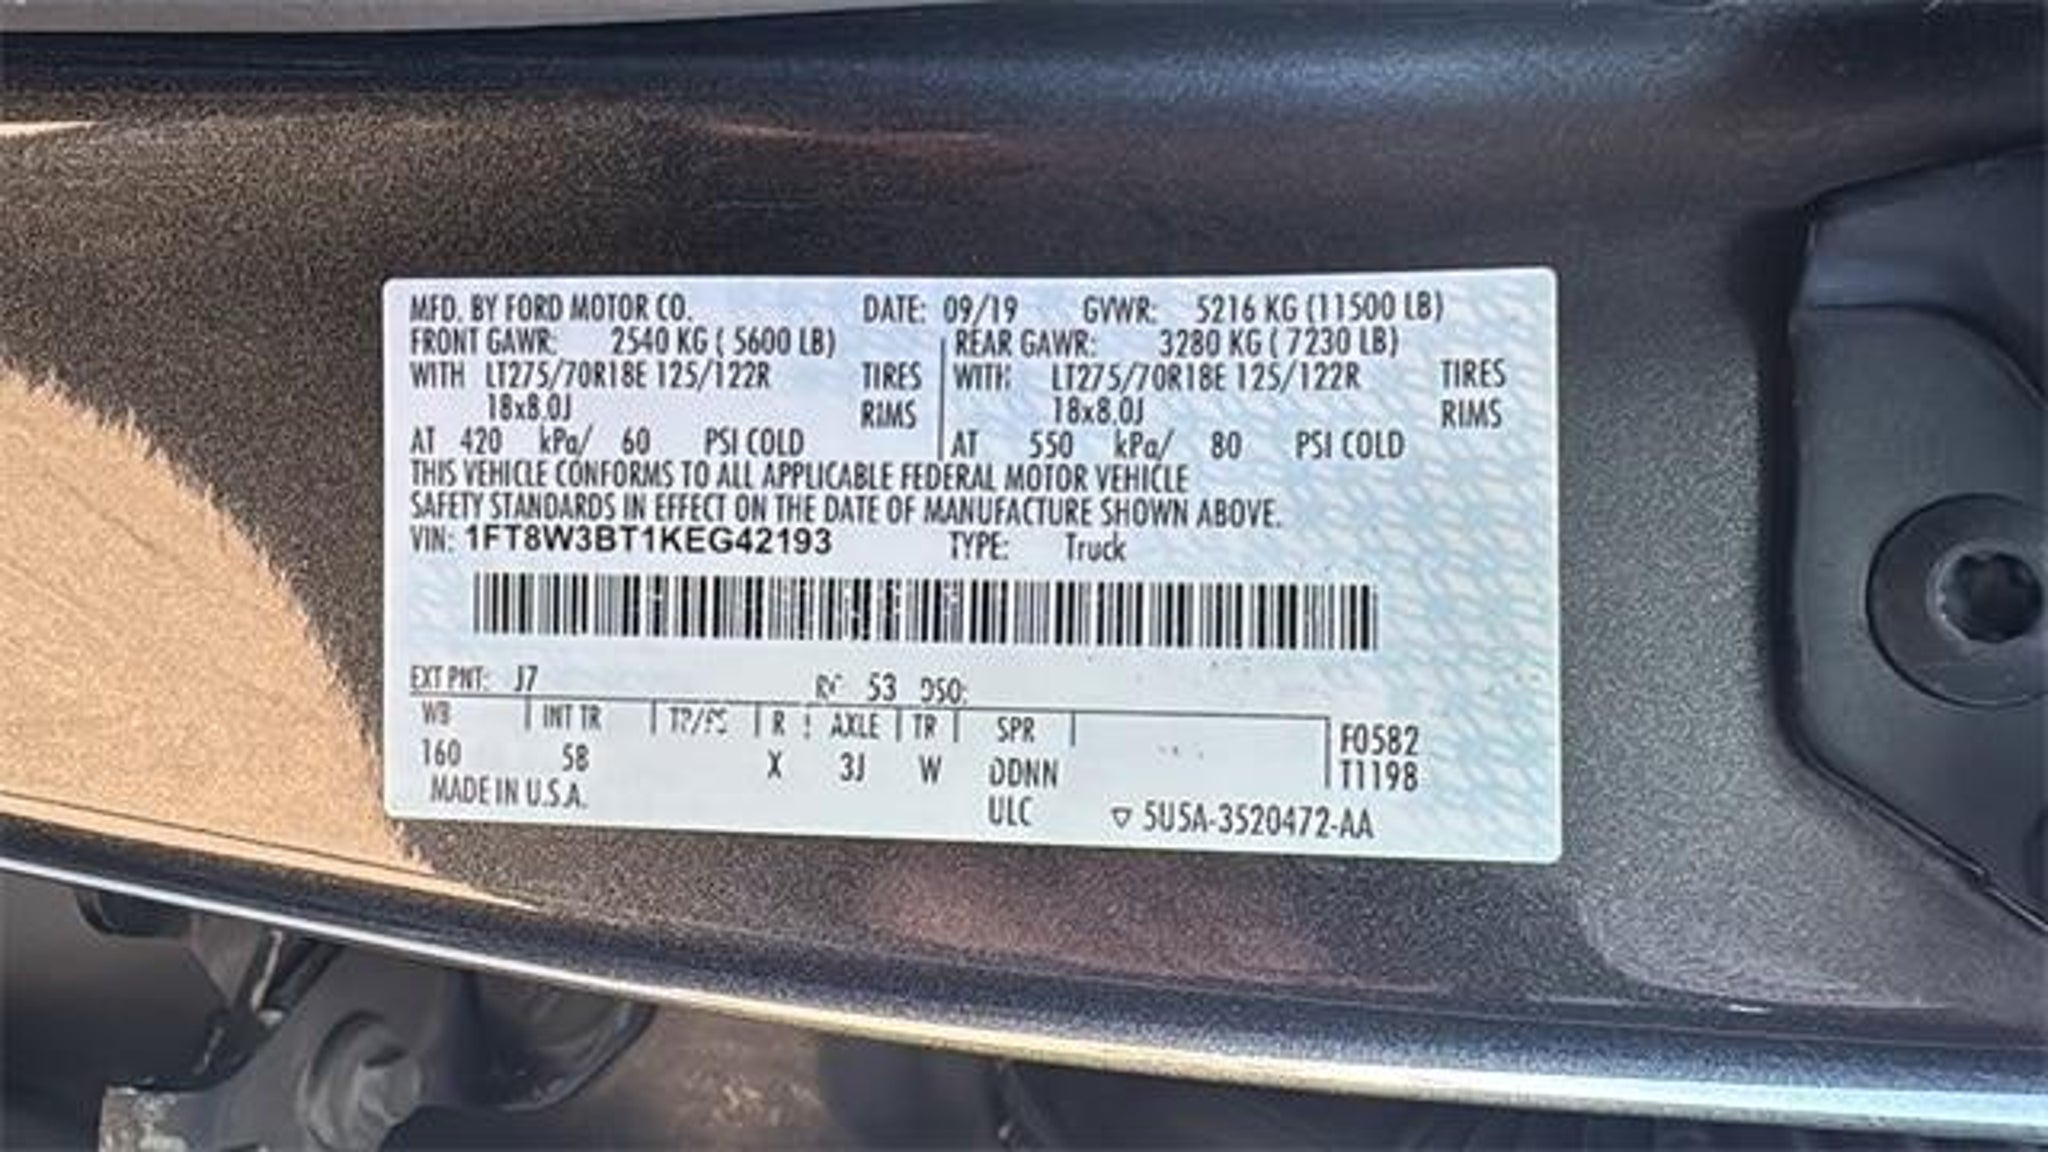 MFD. BY FORD MOTOR CO. DATE: 09/19 GVWR: 5216 KG (11500 LB)
FRONT GAWR: 2540 KG ( 5600 LB) REAR GAWR: 3280 KG ( 7230 LB)
WITH LT275/70R18E 125/122R TIRES WITH LT275/70R18E 125/122R TIRES
18x8.0J RIMS 18x8.0J RIMS
AT 420 kPa/ 60 PSI COLD AT 550 kPa/ 80 PSI COLD
THIS VEHICLE CONFORMS TO ALL APPLICABLE FEDERAL MOTOR VEHICLE
SAFETY STANDARDS IN EFFECT ON THE DATE OF MANUFACTURE SHOWN ABOVE.
VIN: 1FT8W3BT1KEG42193 TYPE: Truck
EXT PNT: J7 53 DSO:
WB INT TR TP/PS R AXLE TR SPR F0582
160 58 X 3J W DDNN T1198
MADE IN U.S.A. ULC ▽ 5U5A-3520472-AA